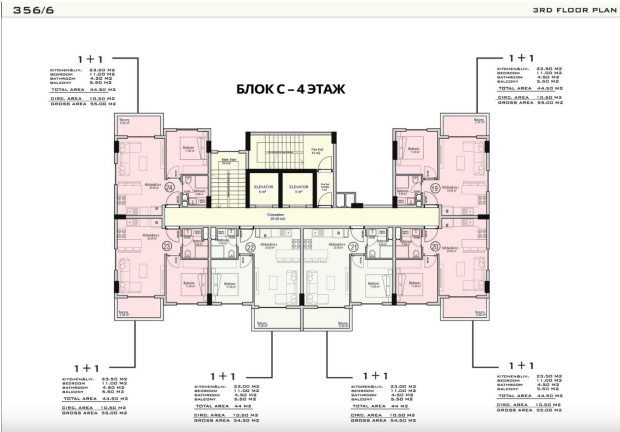 356/6
3RD FLOOR PLAN
БЛОК С – 4 ЭТАЖ
1+1
KITCHEN&LIV. 23.50 M2
BEDROOM 11.00 M2
BATHROOM 4.50 M2
BALCONY 5.50 M2
TOTAL AREA 44.50 M2
CIRC. AREA 10.50 M2
GROSS AREA 55.00 M2
1+1
KITCHEN&LIV. 23.50 M2
BEDROOM 11.00 M2
BATHROOM 4.50 M2
BALCONY 5.50 M2
TOTAL AREA 44.50 M2
CIRC. AREA 10.50 M2
GROSS AREA 55.00 M2
Fire Exit
ELEVATOR
ELEVATOR
Circulation
24
19
23
22
21
20
Bedroom
Bedroom
Bedroom
Bedroom
Bedroom
Bedroom
1+1
KITCHEN&LIV. 23.50 M2
BEDROOM 11.00 M2
BATHROOM 4.50 M2
BALCONY 5.50 M2
TOTAL AREA 44.50 M2
CIRC. AREA 10.50 M2
GROSS AREA 55.00 M2
1+1
KITCHEN&LIV. 23.00 M2
BEDROOM 11.00 M2
BATHROOM 4.50 M2
BALCONY 5.50 M2
TOTAL AREA 44 M2
CIRC. AREA 10.50 M2
GROSS AREA 54.50 M2
1+1
KITCHEN&LIV. 23.00 M2
BEDROOM 11.00 M2
BATHROOM 4.50 M2
BALCONY 5.50 M2
TOTAL AREA 44 M2
CIRC. AREA 10.50 M2
GROSS AREA 54.50 M2
1+1
KITCHEN&LIV. 23.50 M2
BEDROOM 11.00 M2
BATHROOM 4.50 M2
BALCONY 5.50 M2
TOTAL AREA 44.50 M2
CIRC. AREA 10.50 M2
GROSS AREA 55.00 M2